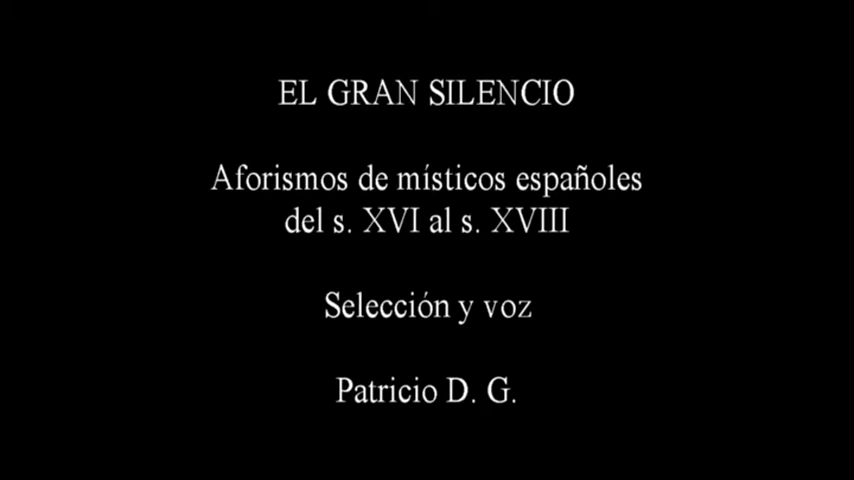 EL GRAN SILENCIO
Aforismos de místicos españoles
del s. XVI al s. XVIII
Selección y voz
Patricio D. G.